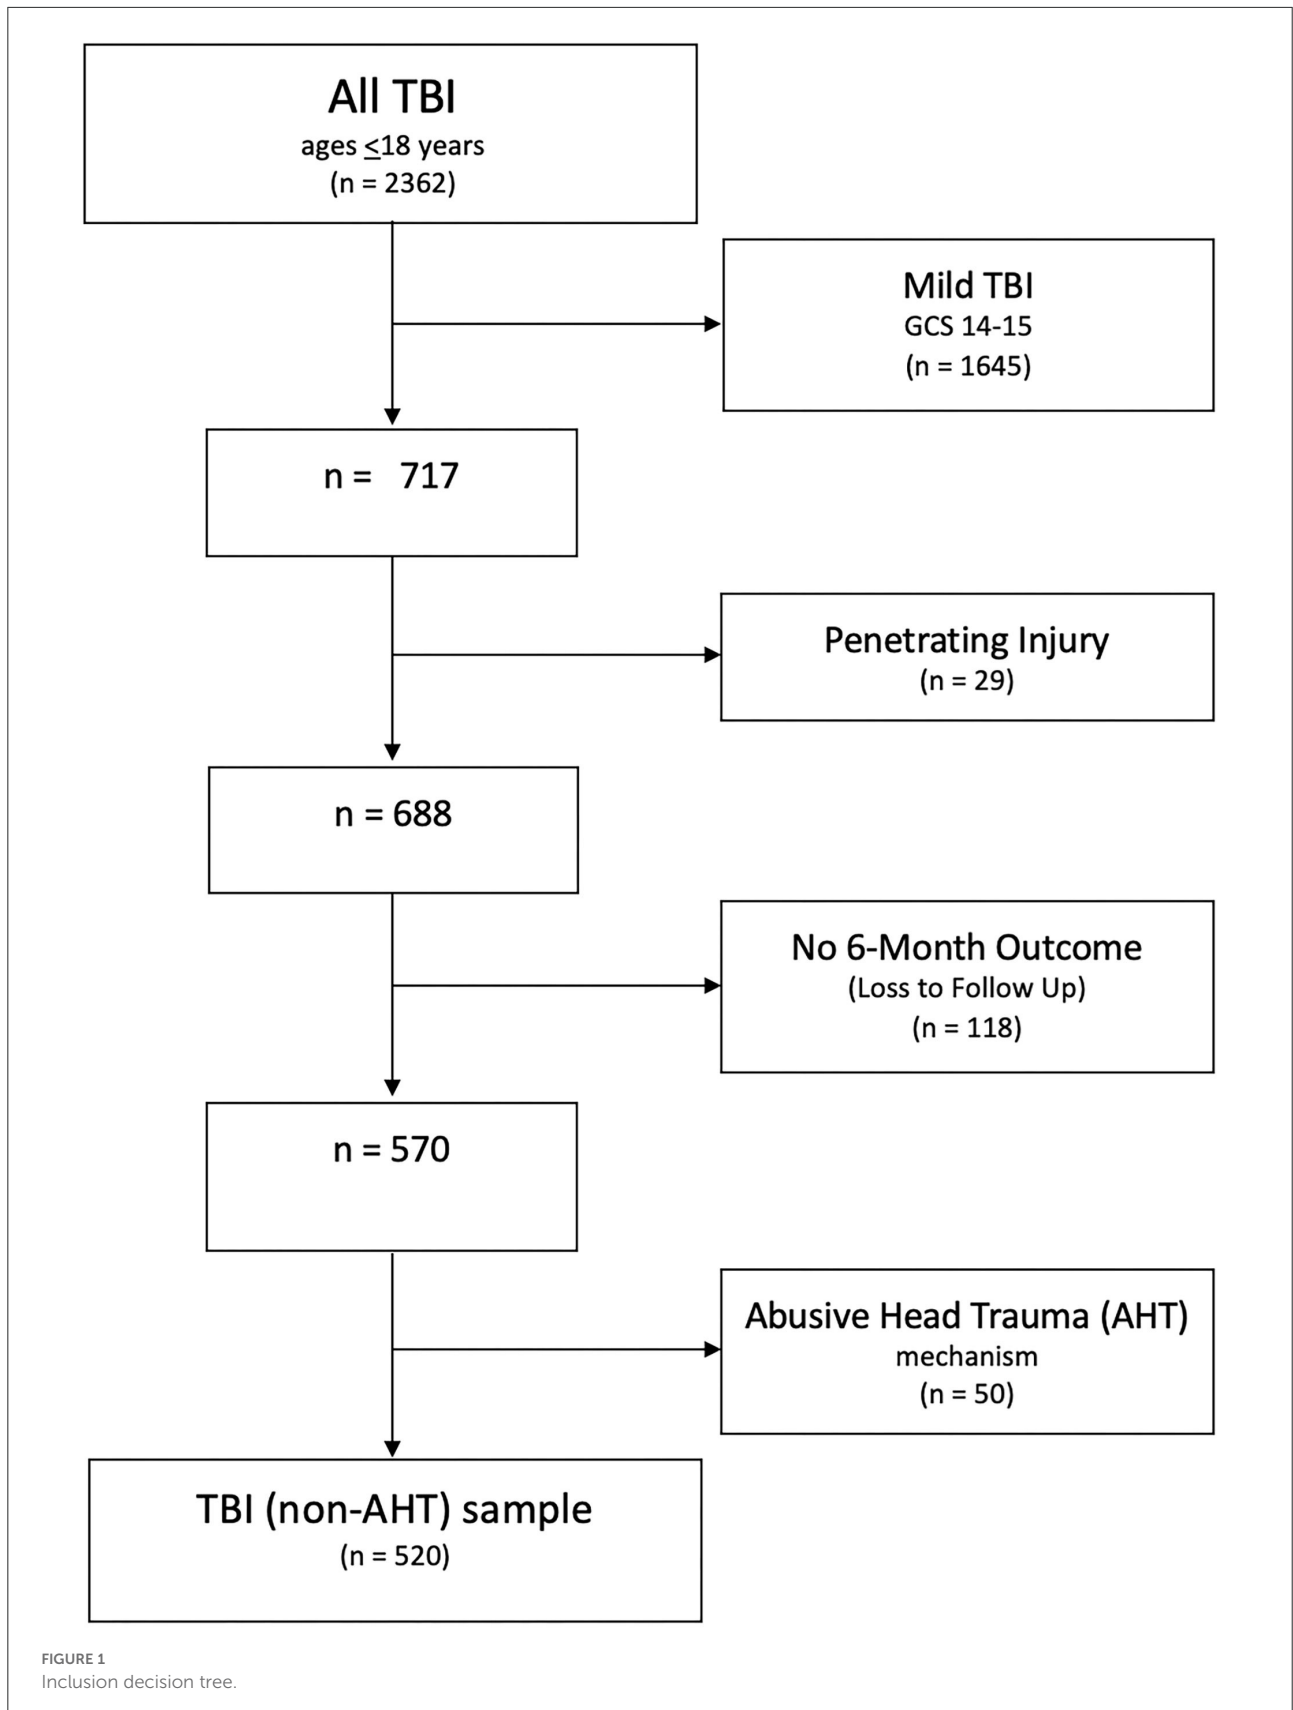 All TBI
ages ≤18 years
(n = 2362)
Mild TBI
GCS 14-15
(n = 1645)
n = 717
Penetrating Injury
(n = 29)
n = 688
No 6-Month Outcome
(Loss to Follow Up)
(n = 118)
n = 570
Abusive Head Trauma (AHT)
mechanism
(n = 50)
TBI (non-AHT) sample
(n = 520)
FIGURE 1
Inclusion decision tree.